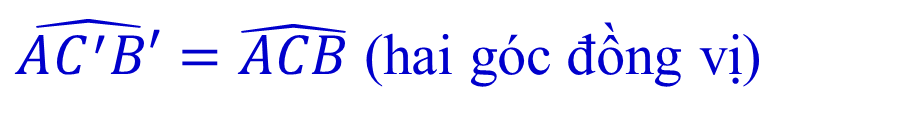 $\widehat{AC'B}' = \widehat{ACB}$ (hai góc đồng vị)